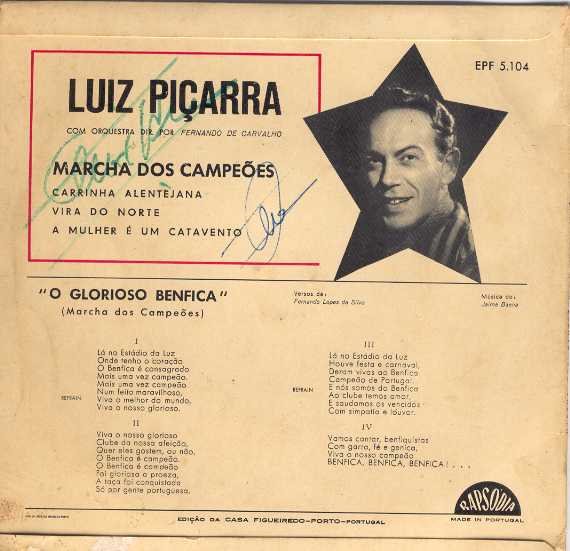 EPF 5.104
LUIZ PIÇARRA
COM ORQUESTRA DIR. POR FERNANDO DE CARVALHO
MARCHA DOS CAMPEÕES
CARRINHA ALENTEJANA
VIRA DO NORTE
A MULHER É UM CATAVENTO
"O GLORIOSO BENFICA"
(Marcha dos Campeões)
Versos de:
Fernando Lopes da Silva
Música de:
Jaime Baena
I
Lá no Estádio da Luz
Onde tenho o coração
O Benfica é consagrado
Mais uma vez campeão.
Mais uma vez campeão
REFRAIN
Num feito maravilhoso,
Viva o melhor do mundo,
Viva o nosso glorioso.
II
Viva o nosso glorioso
Clube da nossa afeição,
Quer eles gostem, ou não,
O Benfica é campeão.
O Benfica é campeão
Foi gloriosa a proeza,
A taça foi conquistada
Só por gente portuguesa,
III
Lá no Estádio da Luz
Houve festa e carnaval,
Deram vivas ao Benfica
Campeão de Portugal.
REFRAIN
E nós somos do Benfica
Ao clube temos amor,
E saudamos os vencidos
Com simpatia e louvor.
IV
Vamos cantar, benfiquistas
Com garra, fé e genica,
Viva o nosso campeão
BENFICA, BENFICA, BENFICA! . . .
RAPSODIA
MADE IN PORTUGAL
EDIÇÃO DA CASA FIGUEIREDO-PORTO-PORTUGAL